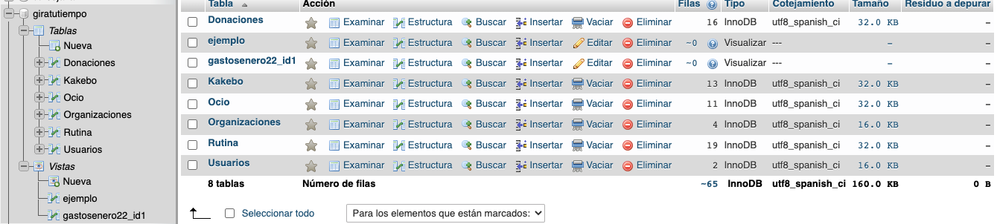 giratutiempo
Tablas
Nueva
Donaciones
Kakebo
Ocio
Organizaciones
Rutina
Usuarios
Vistas
Nueva
ejemplo
gastosenero22_id1
Tabla Acción Filas Tipo Cotejamiento Tamaño Residuo a depurar
Donaciones Examinar Estructura Buscar Insertar Vaciar Eliminar 16 InnoDB utf8_spanish_ci 32.0 KB –
ejemplo Examinar Estructura Buscar Insertar Editar Eliminar ~0 Visualizar --- – –
gastosenero22_id1 Examinar Estructura Buscar Insertar Editar Eliminar ~0 Visualizar --- – –
Kakebo Examinar Estructura Buscar Insertar Vaciar Eliminar 13 InnoDB utf8_spanish_ci 32.0 KB –
Ocio Examinar Estructura Buscar Insertar Vaciar Eliminar 11 InnoDB utf8_spanish_ci 32.0 KB –
Organizaciones Examinar Estructura Buscar Insertar Vaciar Eliminar 4 InnoDB utf8_spanish_ci 16.0 KB –
Rutina Examinar Estructura Buscar Insertar Vaciar Eliminar 19 InnoDB utf8_spanish_ci 32.0 KB –
Usuarios Examinar Estructura Buscar Insertar Vaciar Eliminar 2 InnoDB utf8_spanish_ci 16.0 KB –
8 tablas Número de filas ~65 InnoDB utf8_spanish_ci 160.0 KB 0 B
Seleccionar todo Para los elementos que están marcados: